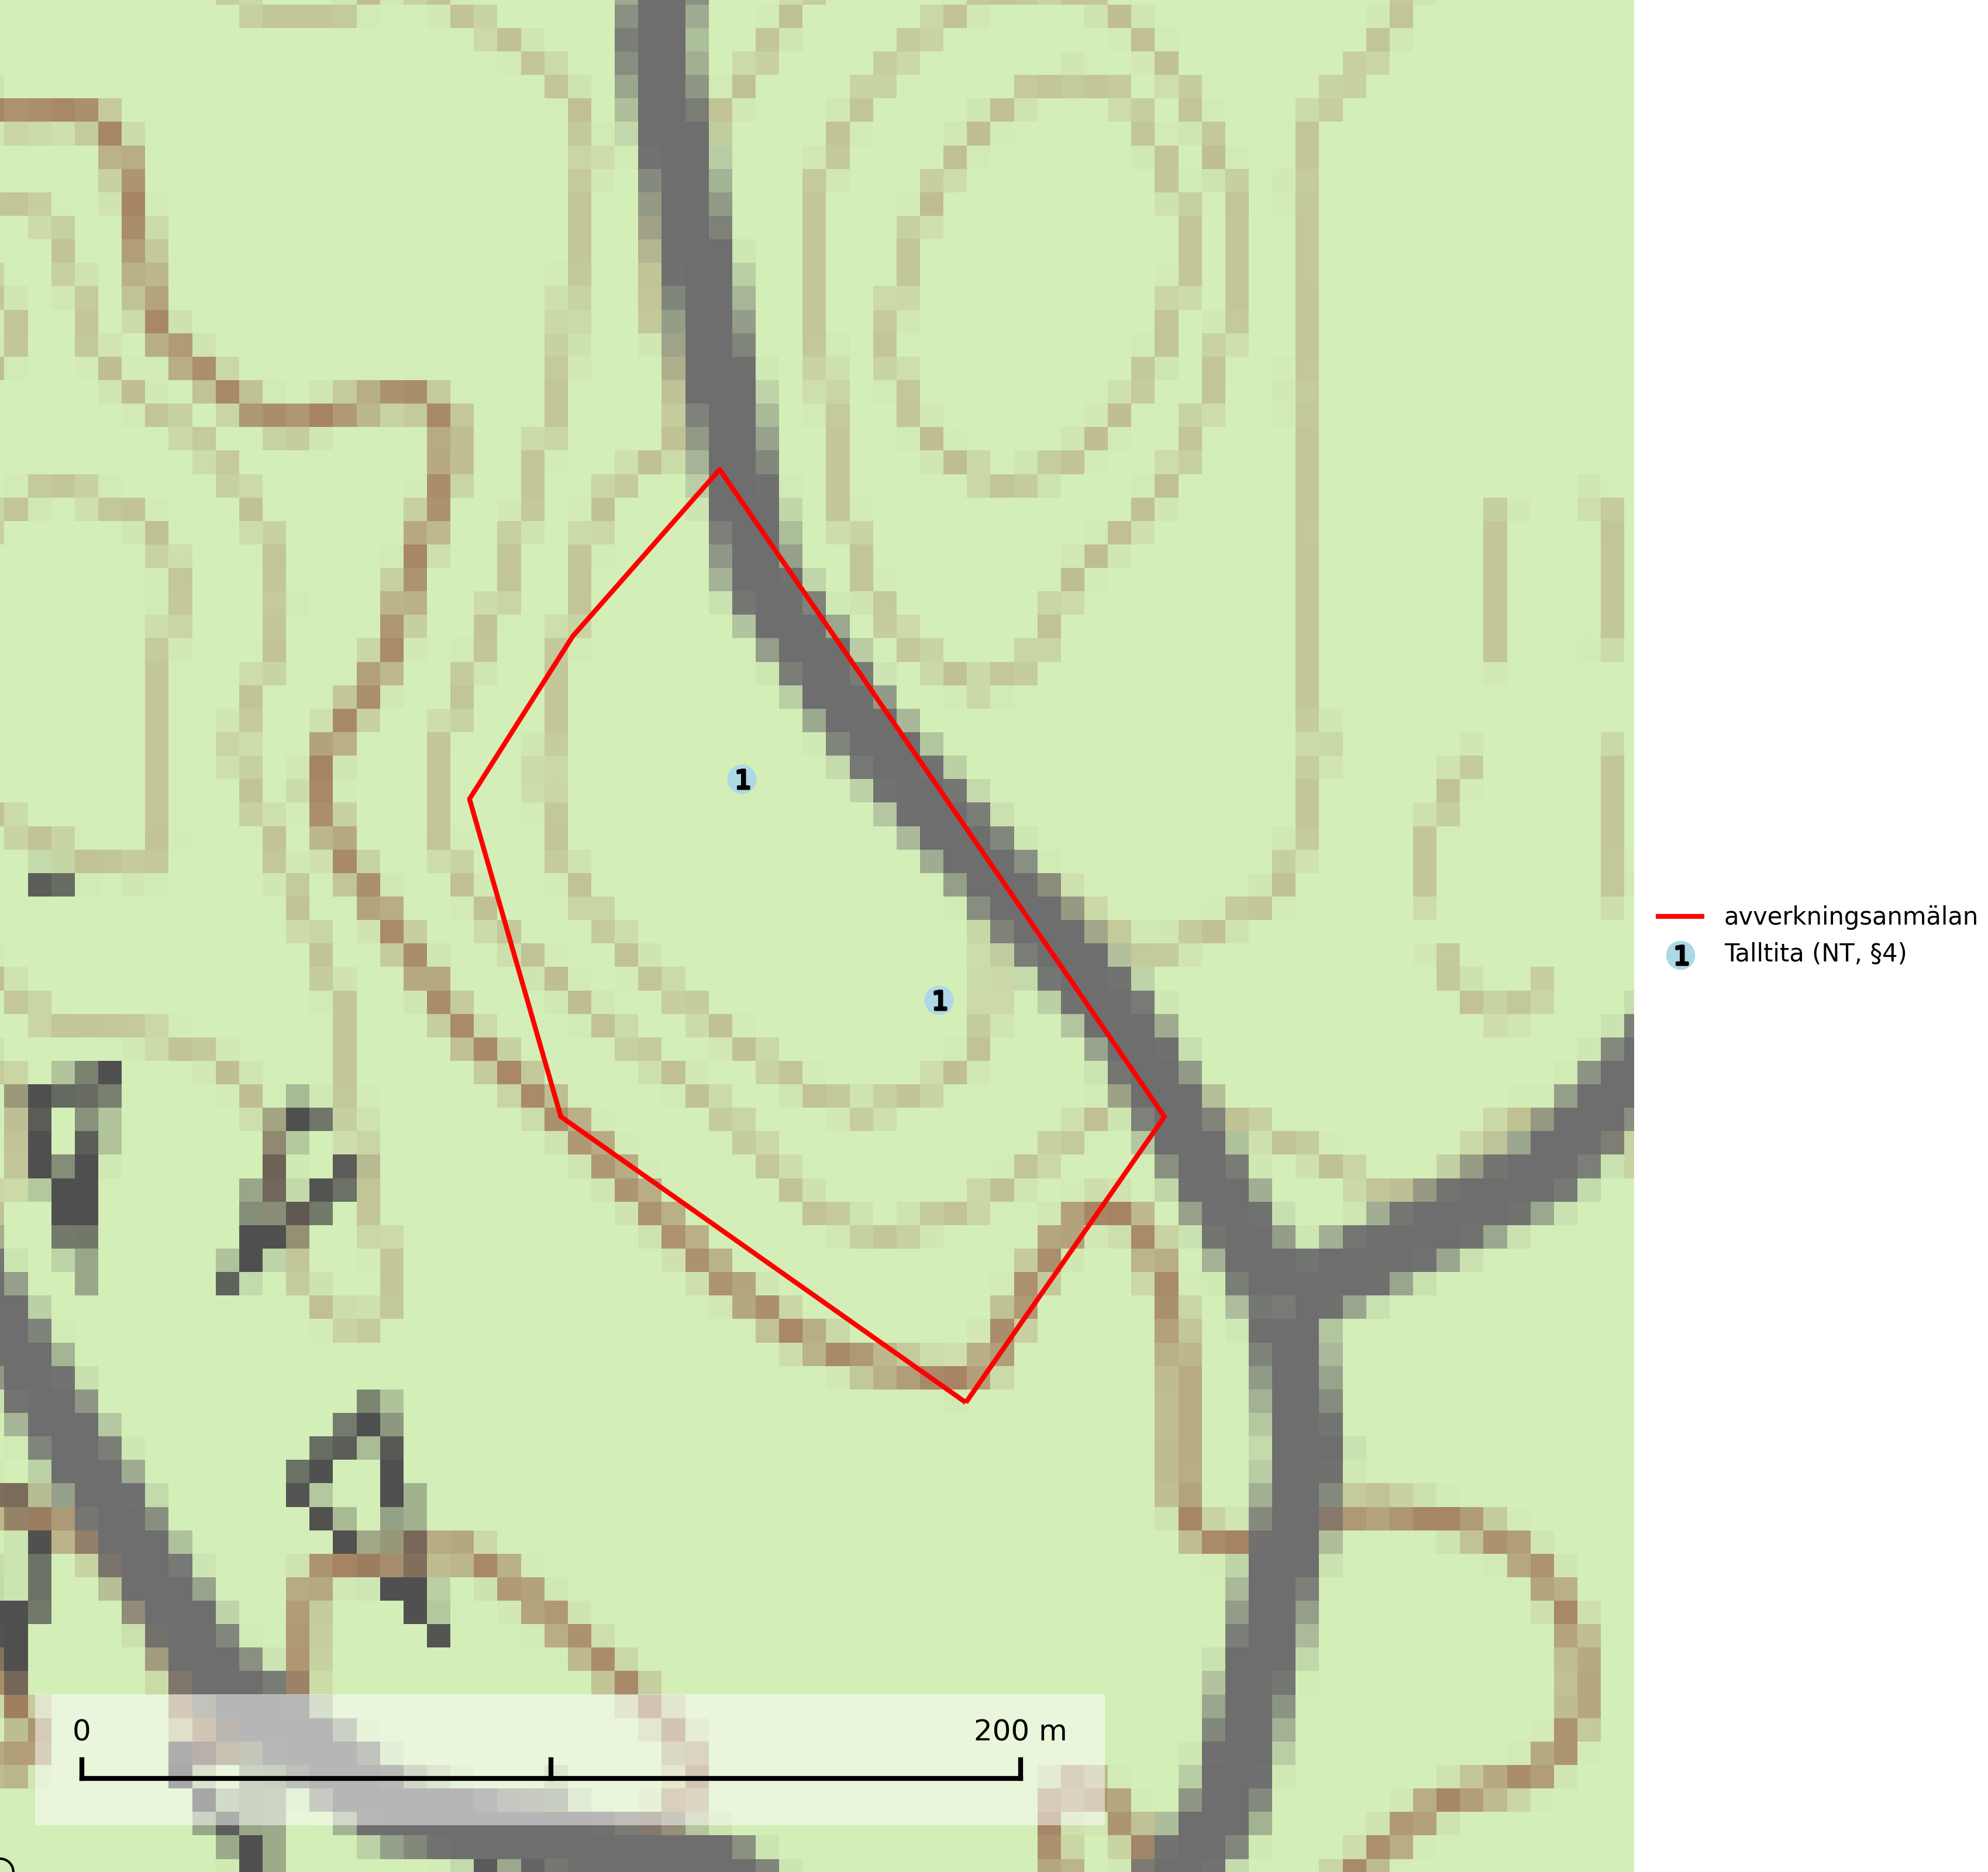 1
1
avverkningsanmälan
1 Talltita (NT, §4)
0 200 m